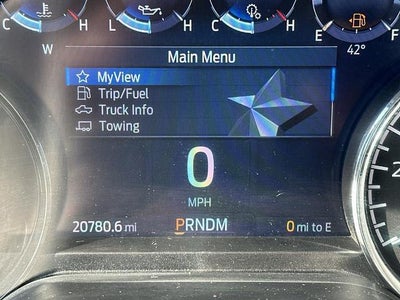 C H C H E F
W 42°
Main Menu
MyView
Trip/Fuel
Truck Info
Towing
0
MPH
20780.6 mi PRNDM 0 mi to E